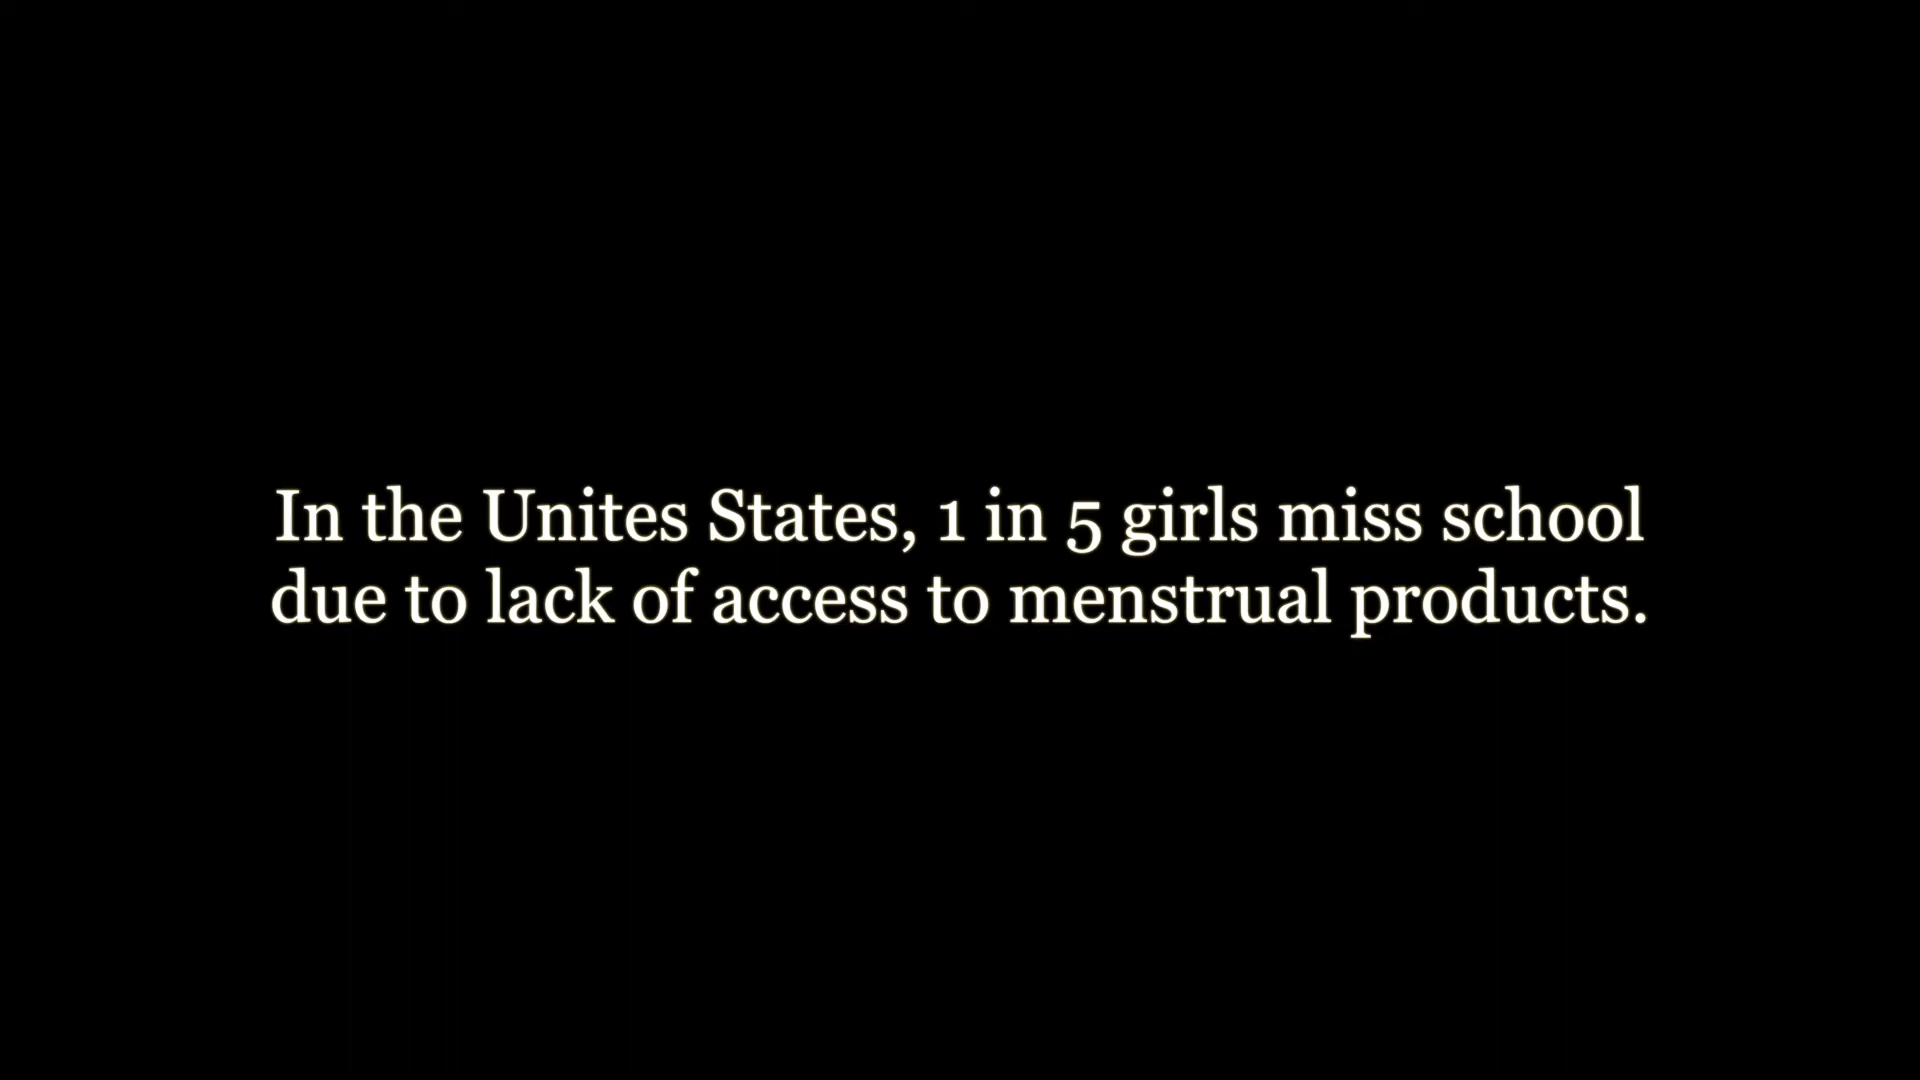 In the Unites States, 1 in 5 girls miss school
due to lack of access to menstrual products.